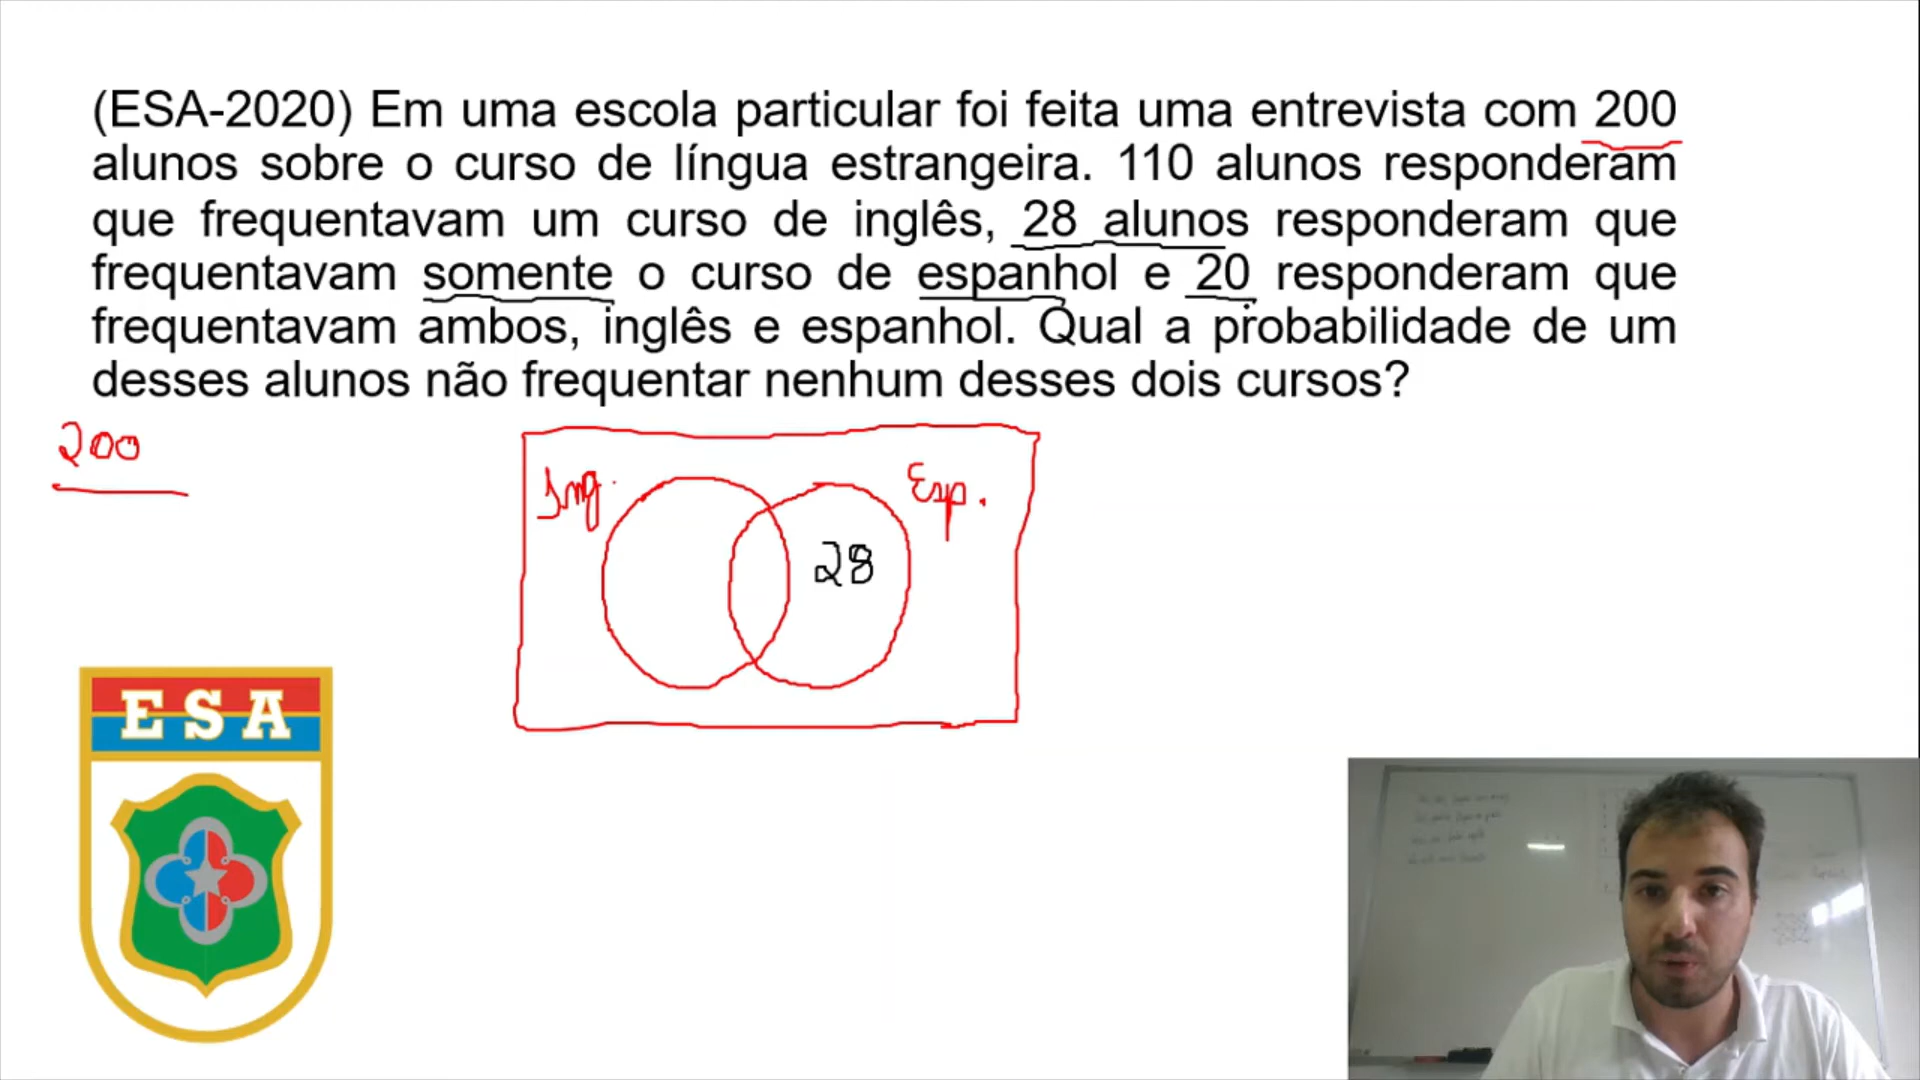 (ESA-2020) Em uma escola particular foi feita uma entrevista com 200
alunos sobre o curso de língua estrangeira. 110 alunos responderam
que frequentavam um curso de inglês, 28 alunos responderam que
frequentavam somente o curso de espanhol e 20 responderam que
frequentavam ambos, inglês e espanhol. Qual a probabilidade de um
desses alunos não frequentar nenhum desses dois cursos?
200
Ing.
Esp.
28
ESA